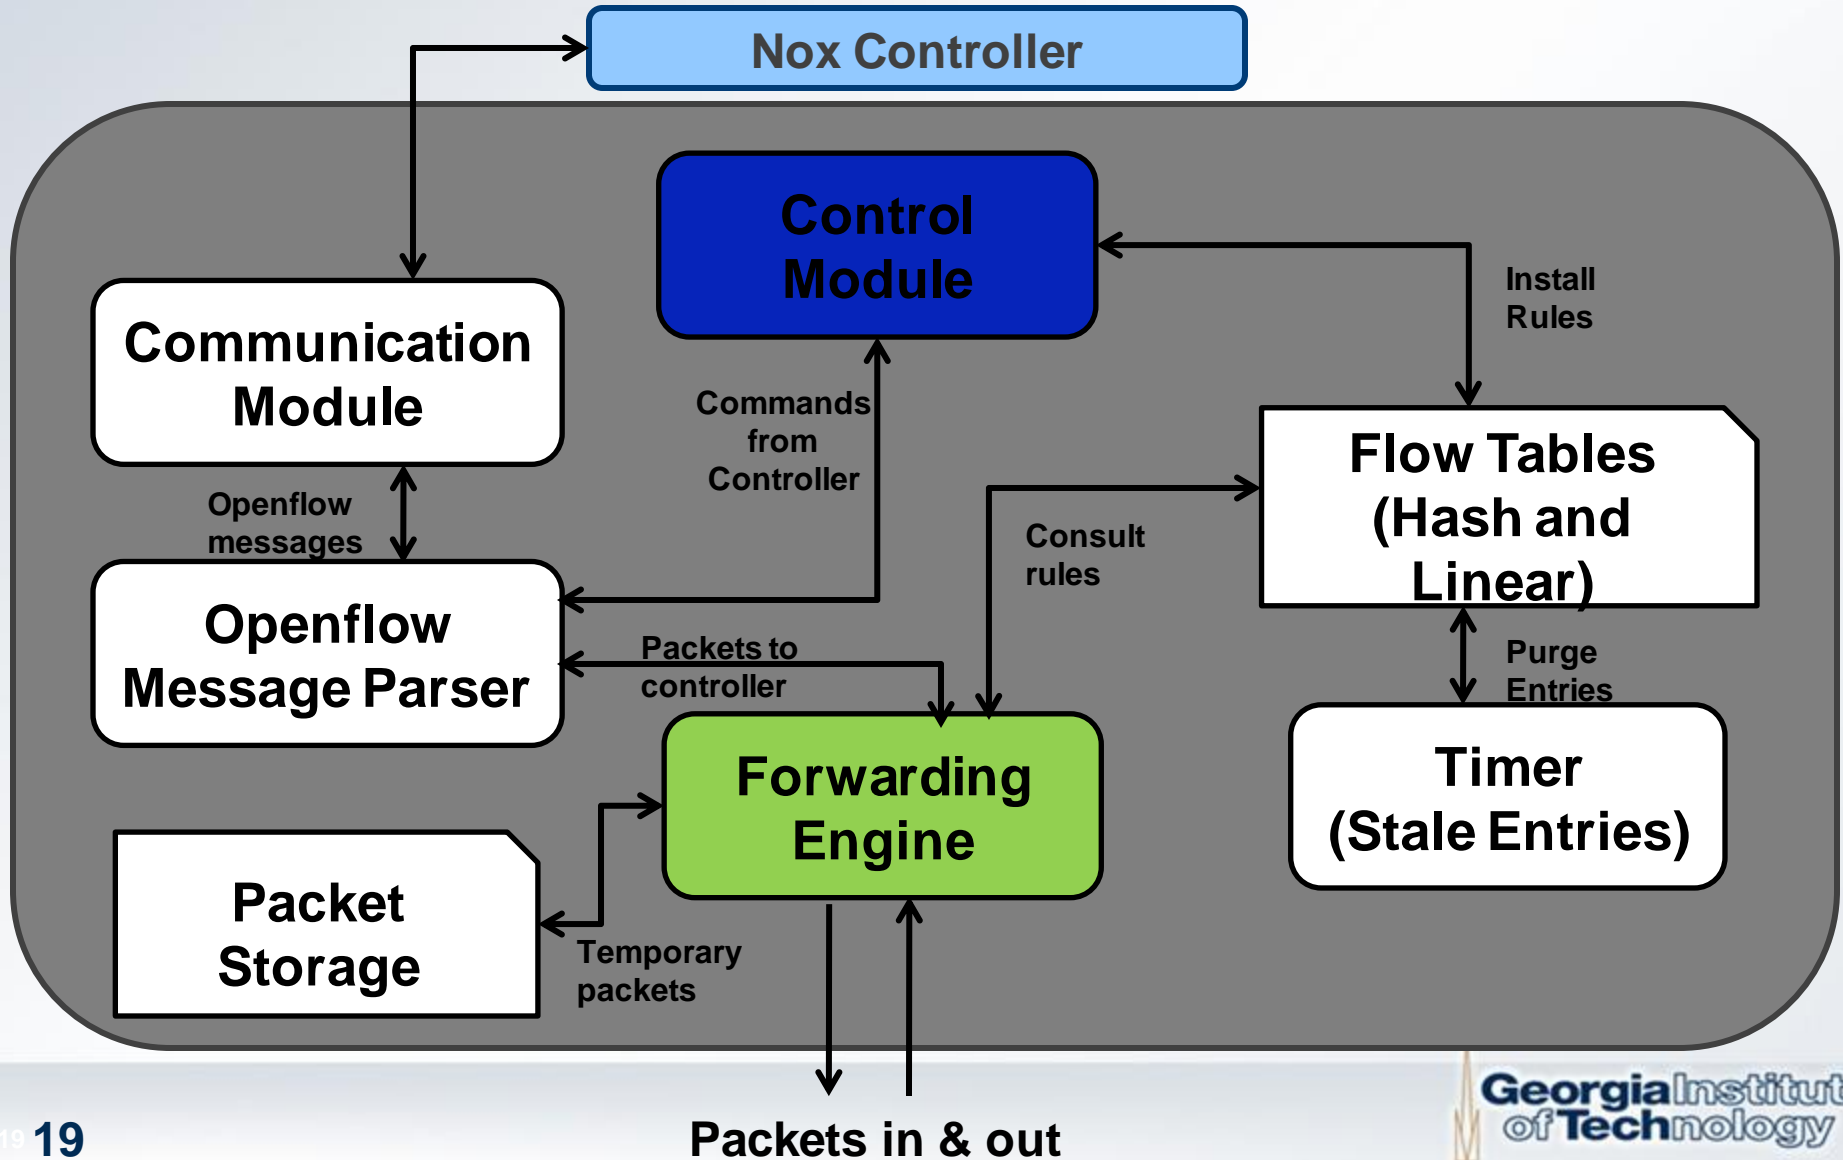 Nox Controller
Control
Module
Install
Rules
Communication
Module
Commands
from
Controller
Flow Tables
(Hash and
Linear)
Openflow
messages
Consult
rules
Openflow
Message Parser
Packets to
controller
Purge
Entries
Forwarding
Engine
Timer
(Stale Entries)
Packet
Storage
Temporary
packets
Packets in & out
19 19
Georgia Institut
of Technology